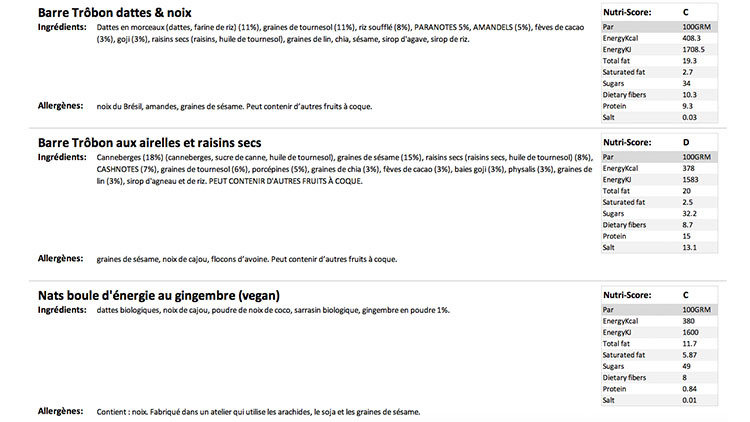 Barre Trôbon dattes & noix
Ingrédients: Dattes en morceaux (dattes, farine de riz) (11%), graines de tournesol (11%), riz soufflé (8%), PARANOTES 5%, AMANDELS (5%), fèves de cacao
(3%), goji (3%), raisins secs (raisins, huile de tournesol), graines de lin, chia, sésame, sirop d'agave, sirop de riz.
Allergènes: noix du Brésil, amandes, graines de sésame. Peut contenir d'autres fruits à coque.
Nutri-Score: C
Par 100GRM
EnergyKcal 408.3
EnergyKJ 1708.5
Total fat 19.3
Saturated fat 2.7
Sugars 34
Dietary fibers 10.3
Protein 9.3
Salt 0.03
Barre Trôbon aux airelles et raisins secs
Ingrédients: Canneberges (18%) (canneberges, sucre de canne, huile de tournesol), graines de sésame (15%), raisins secs (raisins secs, huile de tournesol) (8%),
CASHNOTES (7%), graines de tournesol (6%), porcépines (5%), graines de chia (3%), fèves de cacao (3%), baies goji (3%), physalis (3%), graines de
lin (3%), sirop d'agneau et de riz. PEUT CONTENIR D'AUTRES FRUITS À COQUE.
Allergènes: graines de sésame, noix de cajou, flocons d'avoine. Peut contenir d'autres fruits à coque.
Nutri-Score: D
Par 100GRM
EnergyKcal 378
EnergyKJ 1583
Total fat 20
Saturated fat 2.5
Sugars 32.2
Dietary fibers 8.7
Protein 15
Salt 13.1
Nats boule d'énergie au gingembre (vegan)
Ingrédients: dattes biologiques, noix de cajou, poudre de noix de coco, sarrasin biologique, gingembre en poudre 1%.
Allergènes: Contient : noix. Fabriqué dans un atelier qui utilise les arachides, le soja et les graines de sésame.
Nutri-Score: C
Par 100GRM
EnergyKcal 380
EnergyKJ 1600
Total fat 11.7
Saturated fat 5.87
Sugars 49
Dietary fibers 8
Protein 0.84
Salt 0.01